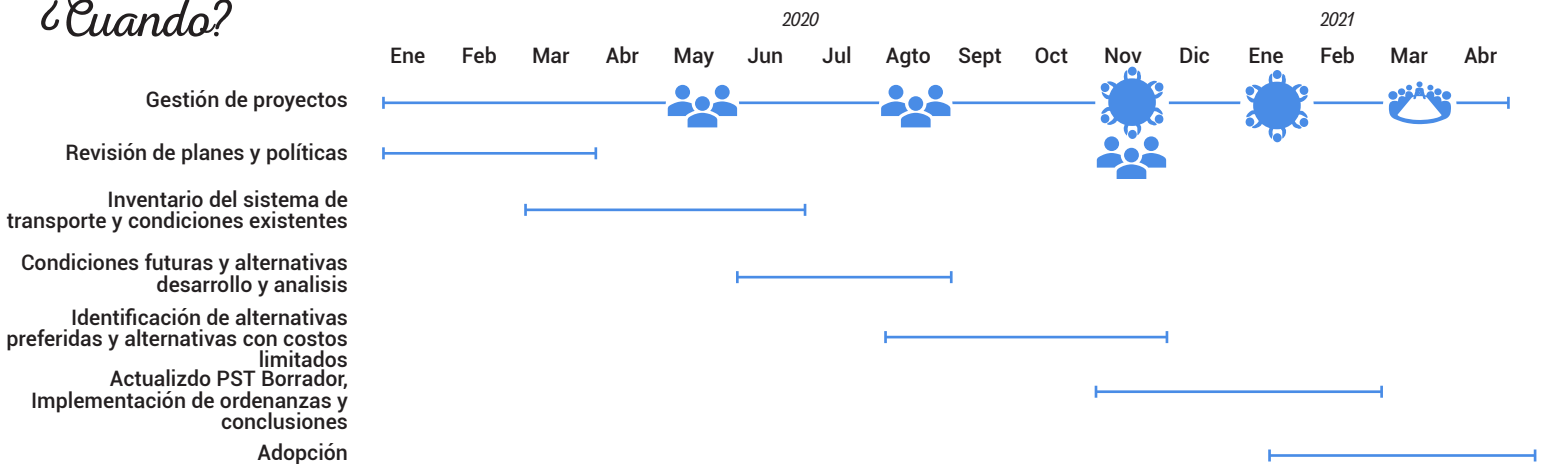 ¿Cuando?
2020 2021
Ene Feb Mar Abr May Jun Jul Agto Sept Oct Nov Dic Ene Feb Mar Abr
Gestión de proyectos
Revisión de planes y políticas
Inventario del sistema de
transporte y condiciones existentes
Condiciones futuras y alternativas
desarrollo y analisis
Identificación de alternativas
preferidas y alternativas con costos
limitados
Actualizdo PST Borrador,
Implementación de ordenanzas y
conclusiones
Adopción